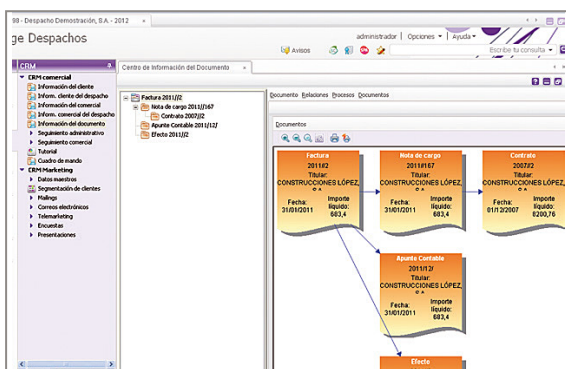 98 - Despacho Demostración, S.A. - 2012 ×
ge Despachos
administrador | Opciones | Ayuda
Avisos
Escribe tu consulta
CRM
CRM comercial
Información del cliente
Inform. cliente del despacho
Información del comercial
Inform. comercial del despacho
Información del documento
Seguimiento administrativo
Seguimiento comercial
Tutorial
Cuadro de mando
CRM Marketing
Datos maestros
Segmentación de clientes
Mailings
Correos electrónicos
Telemarketing
Encuestas
Presentaciones
Centro de Información del Documento ×
Factura 2011//2
Nota de cargo 2011//167
Contrato 2007//2
Apunte Contable 2011/12/
Efecto 2011//2
Documento Relaciones Procesos Documentos
Documentos
Factura
2011//2
Titular:
CONSTRUCCIONES LÓPEZ,
Fecha:
31/01/2011
Importe
líquido:
683,4
Nota de cargo
2011//167
Titular:
CONSTRUCCIONES LÓPEZ,
Fecha:
31/01/2011
Importe
líquido:
683,4
Contrato
2007//2
Titular:
CONSTRUCCIONES LÓPEZ,
Fecha:
01/12/2007
Importe
líquido:
8200,76
Apunte Contable
2011/12/
Titular:
CONSTRUCCIONES LÓPEZ,
Fecha:
31/01/2011
Importe
líquido:
683,4
Efecto